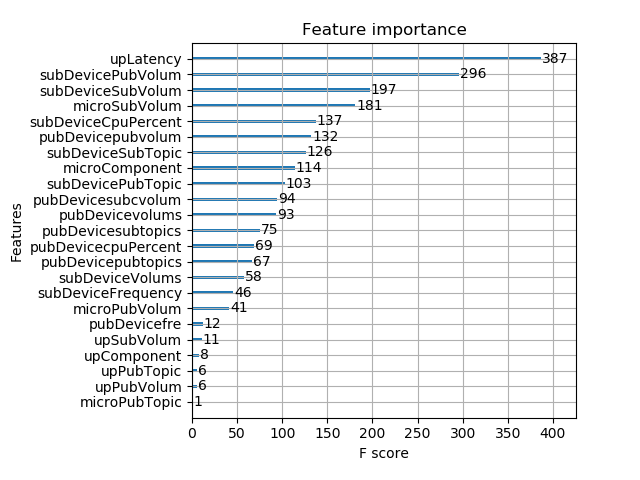 Feature importance
upLatency 387
subDevicePubVolum 296
subDeviceSubVolum 197
microSubVolum 181
subDeviceCpuPercent 137
pubDevicepubvolum 132
subDeviceSubTopic 126
microComponent 114
subDevicePubTopic 103
pubDevicesubcvolum 94
pubDevicevolums 93
pubDevicesubtopics 75
pubDevicecpuPercent 69
pubDevicepubtopics 67
subDeviceVolums 58
subDeviceFrequency 46
microPubVolum 41
pubDevicefre 12
upSubVolum 11
upComponent 8
upPubTopic 6
upPubVolum 6
microPubTopic 1
0 50 100 150 200 250 300 350 400
F score
Features